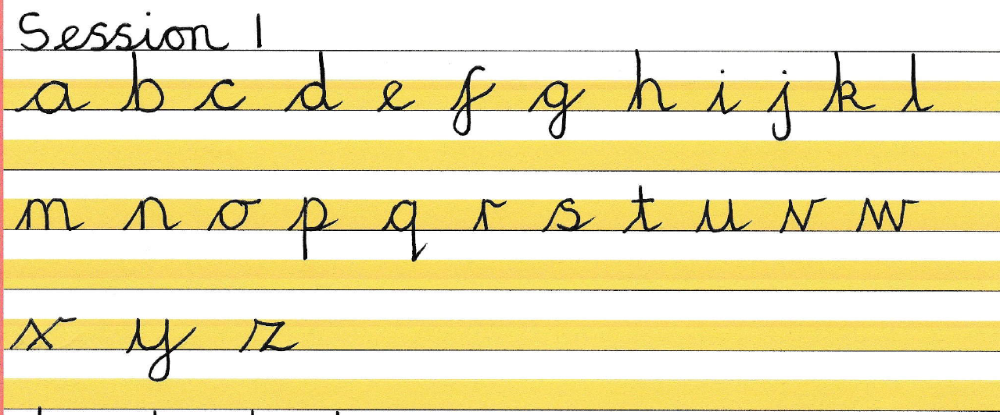 Session 1
a b c d e f g h i j k l
m n o p q r s t u v w
x y z